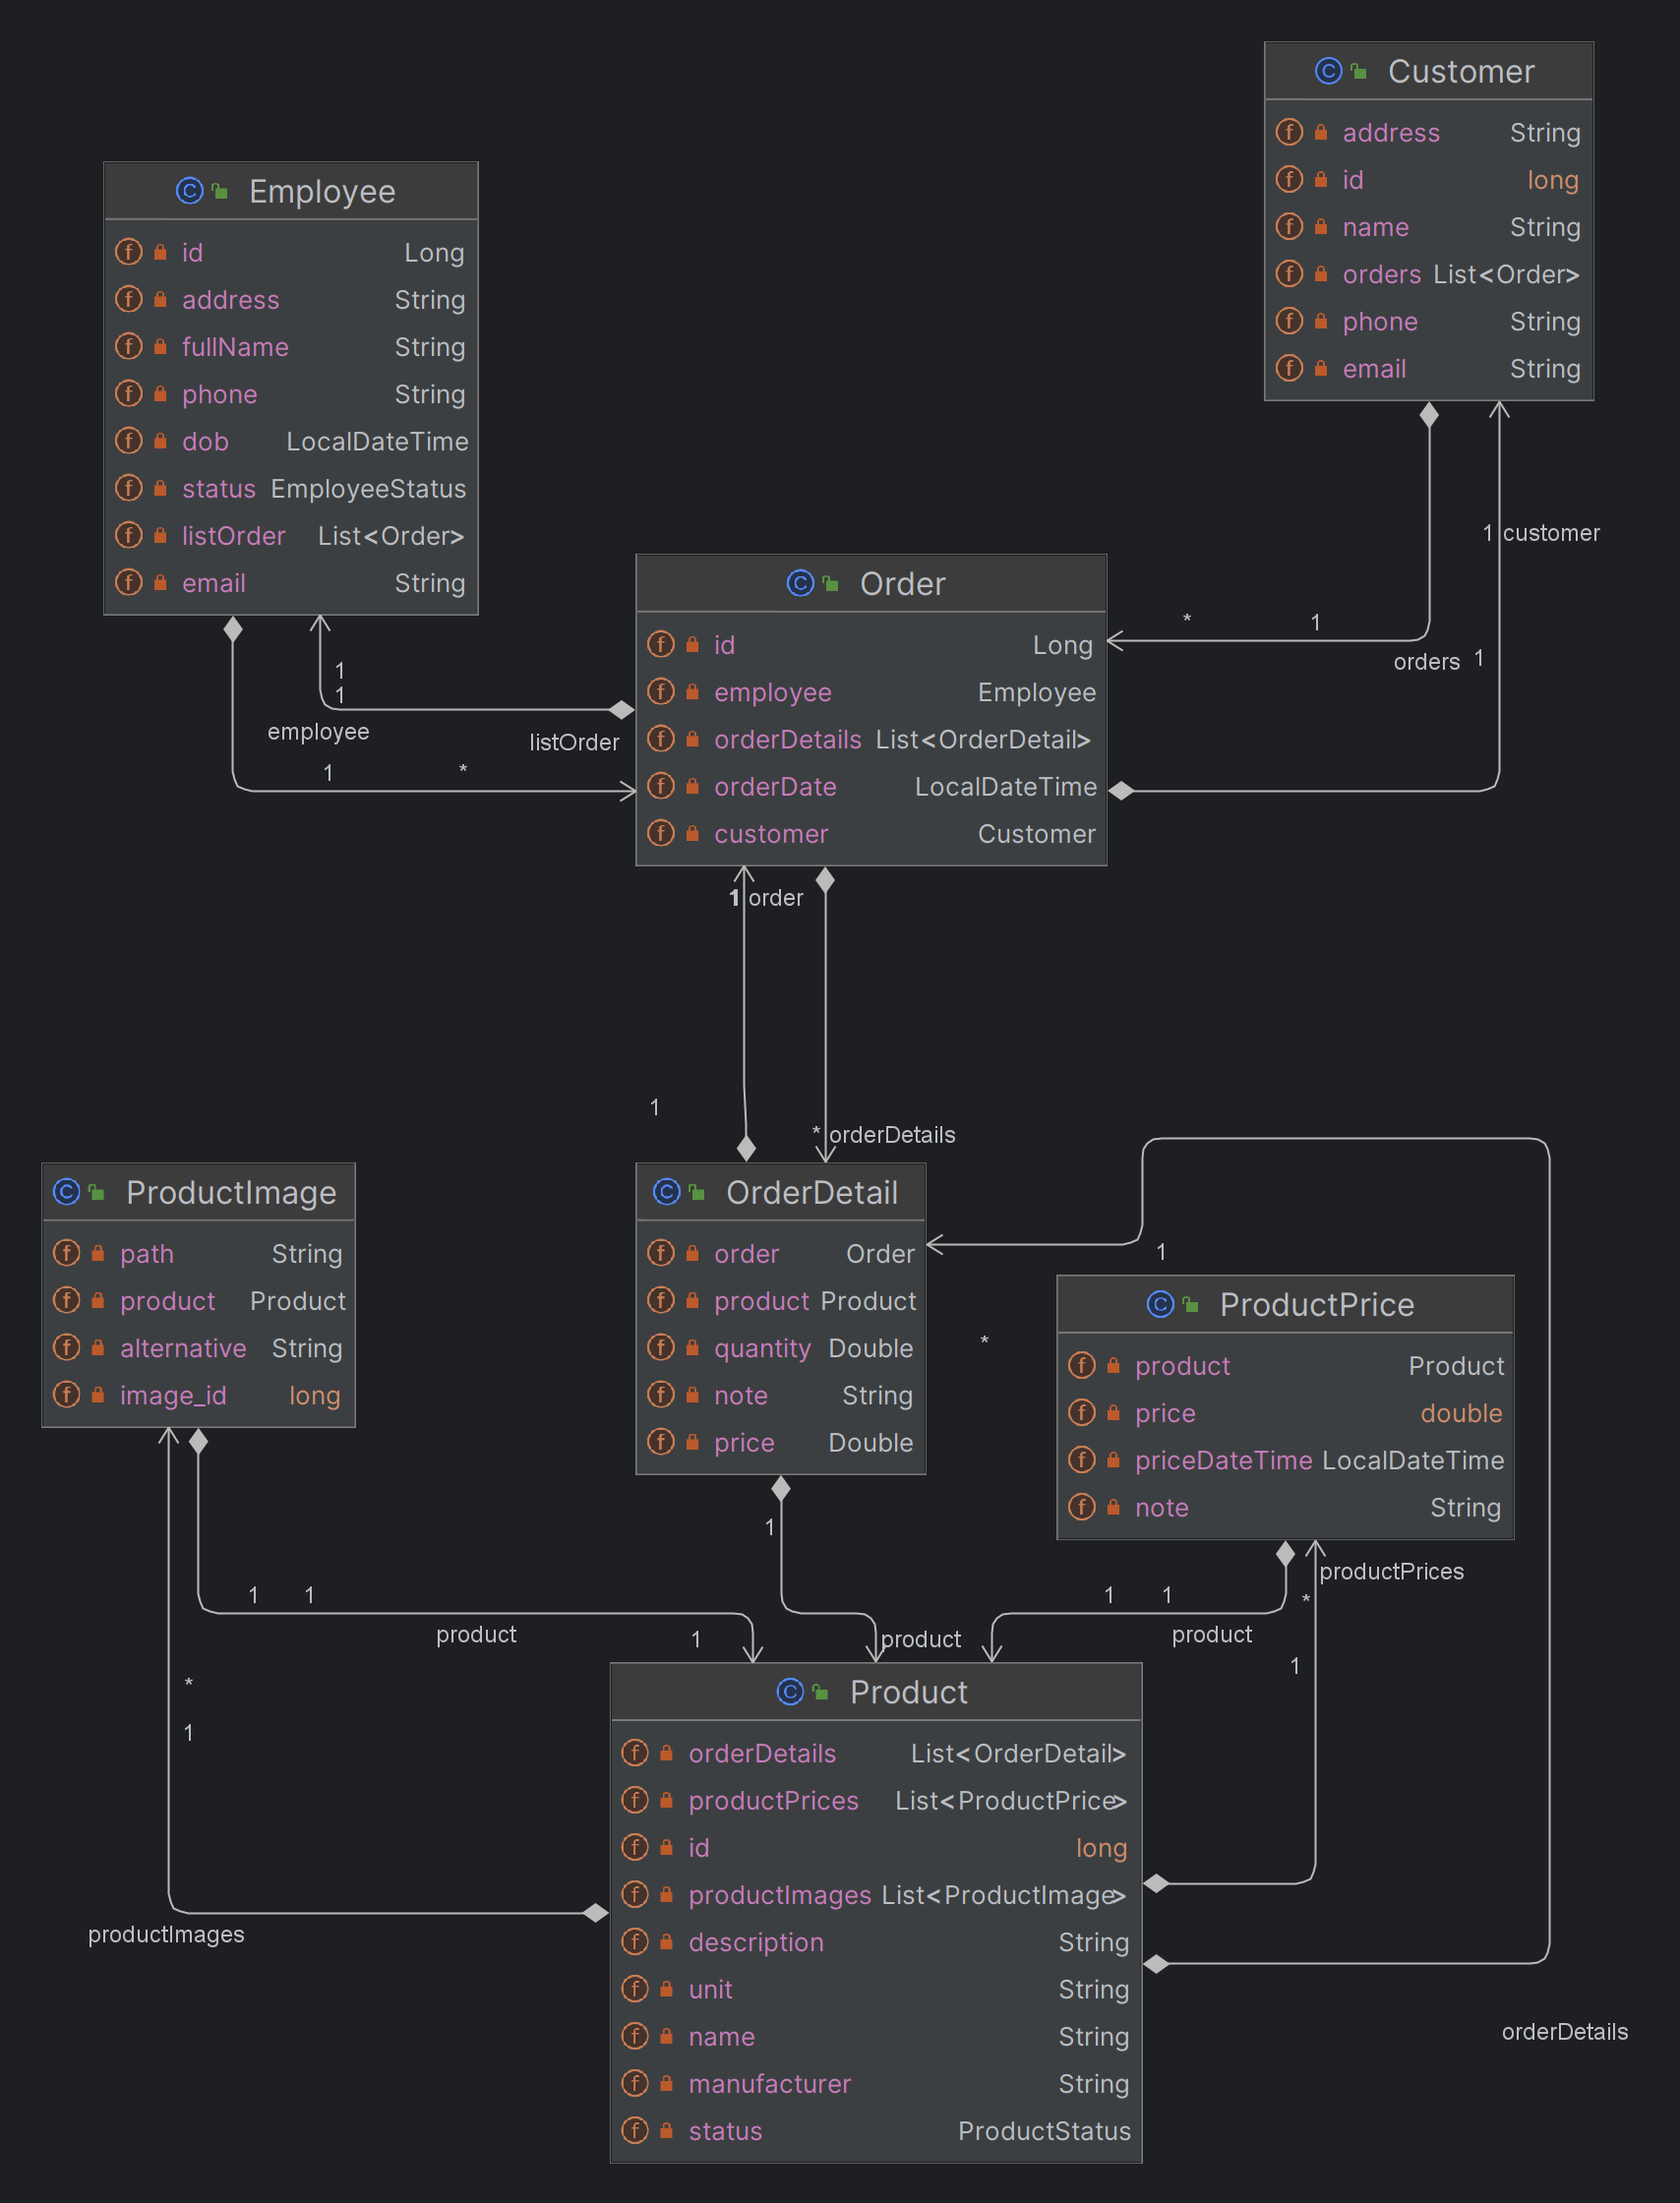 Customer
address String
id long
name String
orders List<Order>
phone String
email String
Employee
id Long
address String
fullName String
phone String
dob LocalDateTime
status EmployeeStatus
listOrder List<Order>
email String
1 customer
* 1
orders 1
1
1
employee
listOrder
1 *
Order
id Long
employee Employee
orderDetails List<OrderDetail>
orderDate LocalDateTime
customer Customer
1 order
1
* orderDetails
ProductImage
path String
product Product
alternative String
image_id long
OrderDetail
order Order
product Product
quantity Double
note String
price Double
1
*
ProductPrice
product Product
price double
priceDateTime LocalDateTime
note String
1
productPrices
1 1
product
1
product
1 1
product
*
1
*
1
Product
orderDetails List<OrderDetail>
productPrices List<ProductPrice>
id long
productImages List<ProductImage>
description String
unit String
name String
manufacturer String
status ProductStatus
productImages
orderDetails